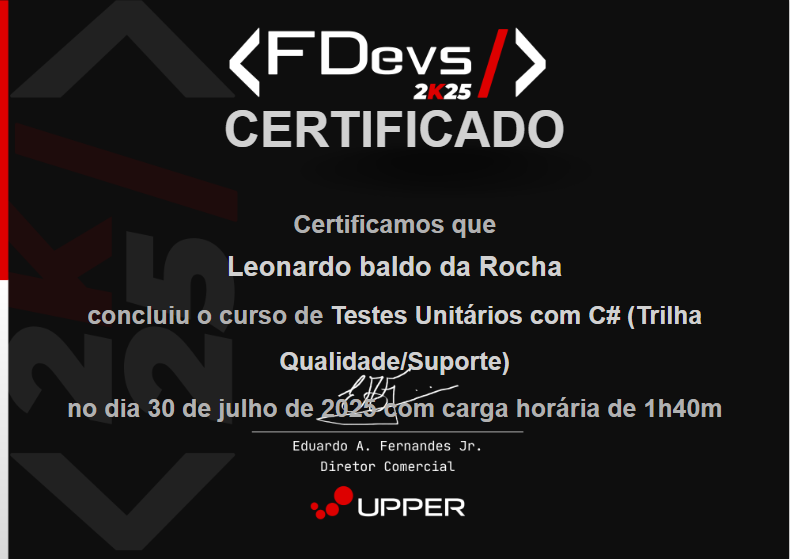 <FDevs/>
2K25
CERTIFICADO
Certificamos que
Leonardo baldo da Rocha
concluiu o curso de Testes Unitários com C# (Trilha
Qualidade/Suporte)
no dia 30 de julho de 2025 com carga horária de 1h40m
Eduardo A. Fernandes Jr.
Diretor Comercial
UPPER
2K25